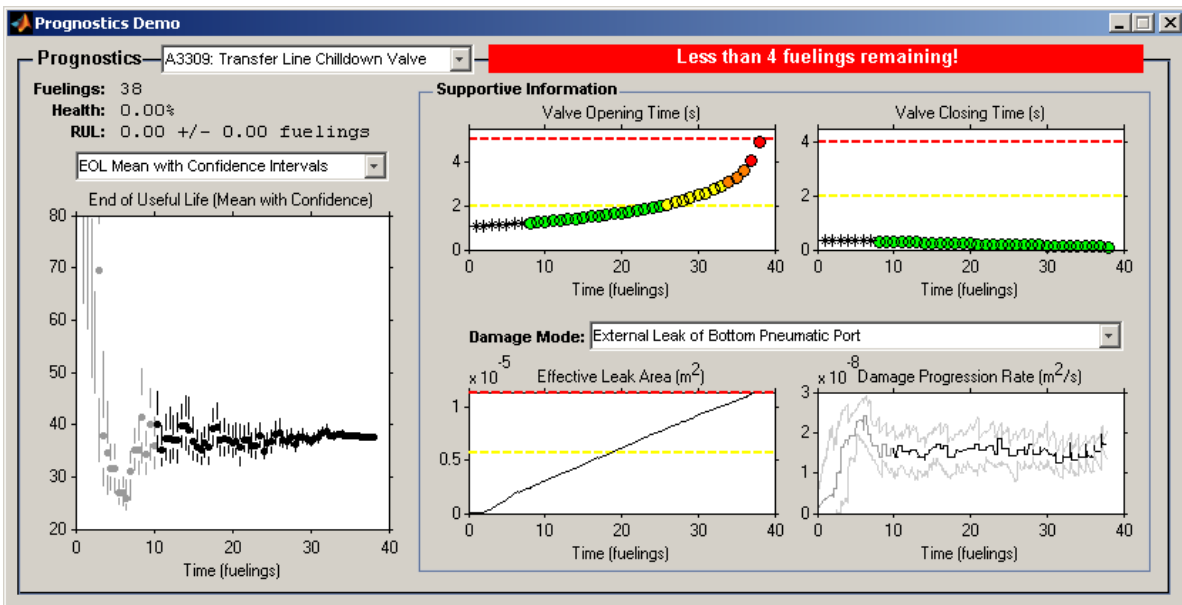 Prognostics Demo
Prognostics
A3309: Transfer Line Chilldown Valve
Less than 4 fuelings remaining!
Fuelings: 38
Health: 0.00%
RUL: 0.00 +/- 0.00 fuelings
EOL Mean with Confidence Intervals
End of Useful Life (Mean with Confidence)
80
70
60
50
40
30
20
0 10 20 30 40
Time (fuelings)
Supportive Information
Valve Opening Time (s)
4
2
0
0 10 20 30 40
Time (fuelings)
Valve Closing Time (s)
4
2
0
0 10 20 30 40
Time (fuelings)
Damage Mode: External Leak of Bottom Pneumatic Port
x 10^-5 Effective Leak Area (m^2)
1
0.5
0
0 10 20 30 40
Time (fuelings)
x 10^-8 Damage Progression Rate (m^2/s)
3
2
1
0
0 10 20 30 40
Time (fuelings)